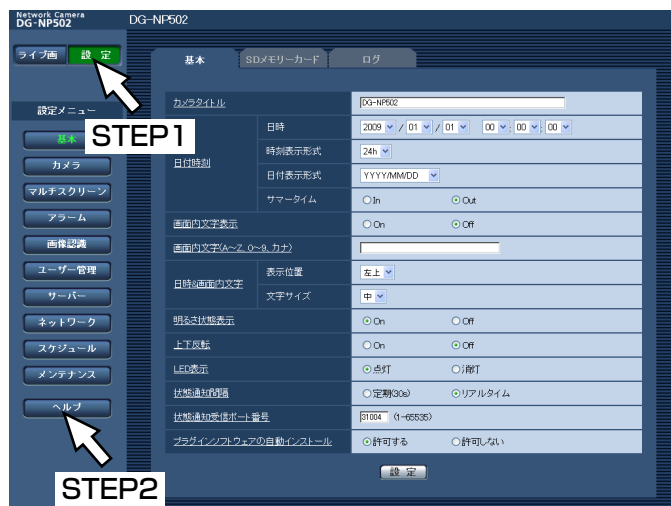 Network Camera
DG-NP502
DG-NP502
ライブ画
設 定
STEP1
設定メニュー
基本
カメラ
マルチスクリーン
アラーム
画像認識
ユーザー管理
サーバー
ネットワーク
スケジュール
メンテナンス
ヘルプ
STEP2
基本 SDメモリーカード ログ
カメラタイトル DG-NP502
日付時刻
日時 2009 / 01 / 01 00 : 00 : 00
時刻表示形式 24h
日付表示形式 YYYY/MM/DD
サマータイム In Out
画面内文字表示 On Off
画面内文字(A~Z, 0~9, カナ)
日時&画面内文字
表示位置 左上
文字サイズ 中
明るさ状態表示 On Off
上下反転 On Off
LED表示 点灯 消灯
状態通知間隔 定期(30s) リアルタイム
状態通知受信ポート番号 31004 (1-65535)
プラグインソフトウェアの自動インストール 許可する 許可しない
設 定